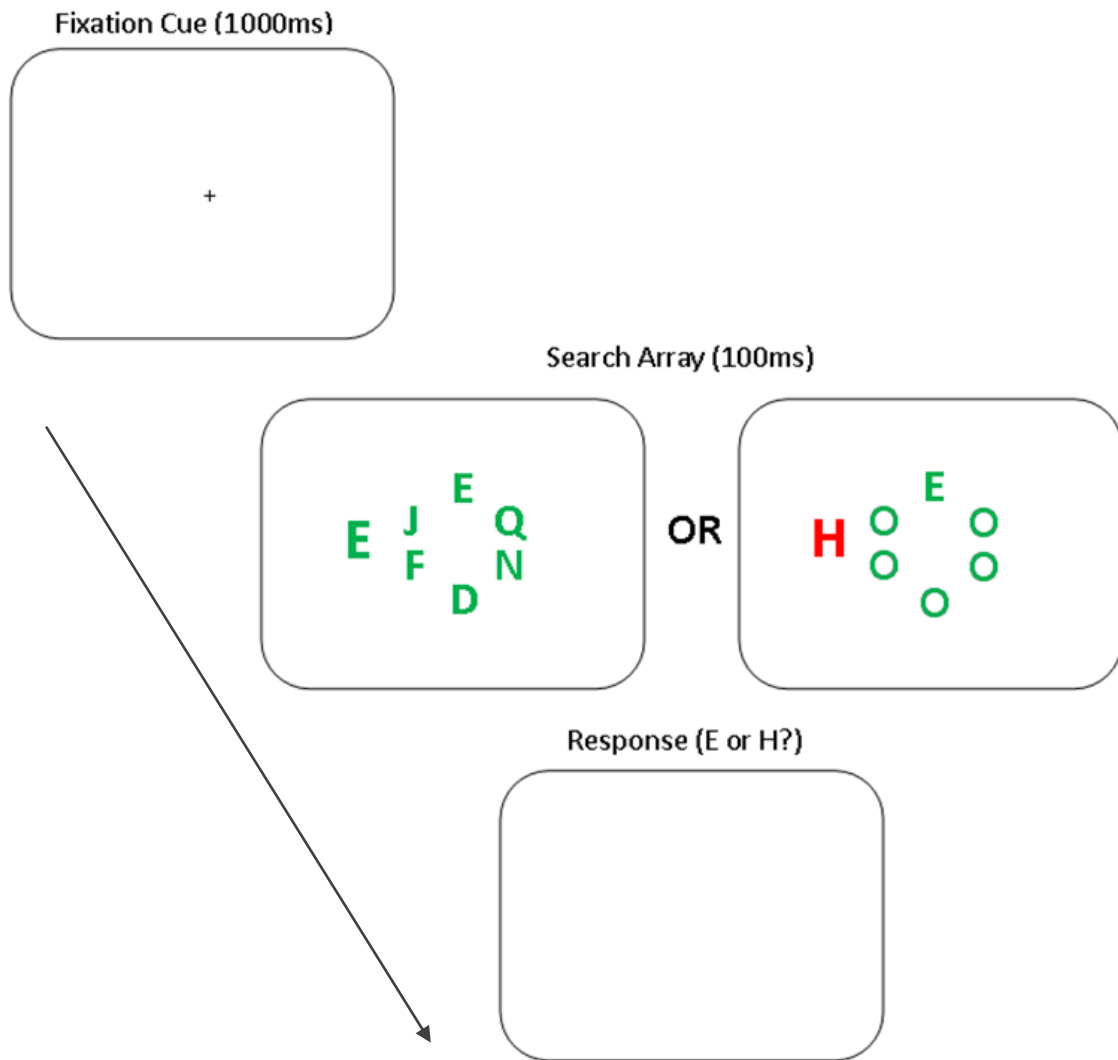 Fixation Cue (1000ms)
+
Search Array (100ms)
E
J Q
E
F N
D
OR
E
O O
H
O O
O
Response (E or H?)